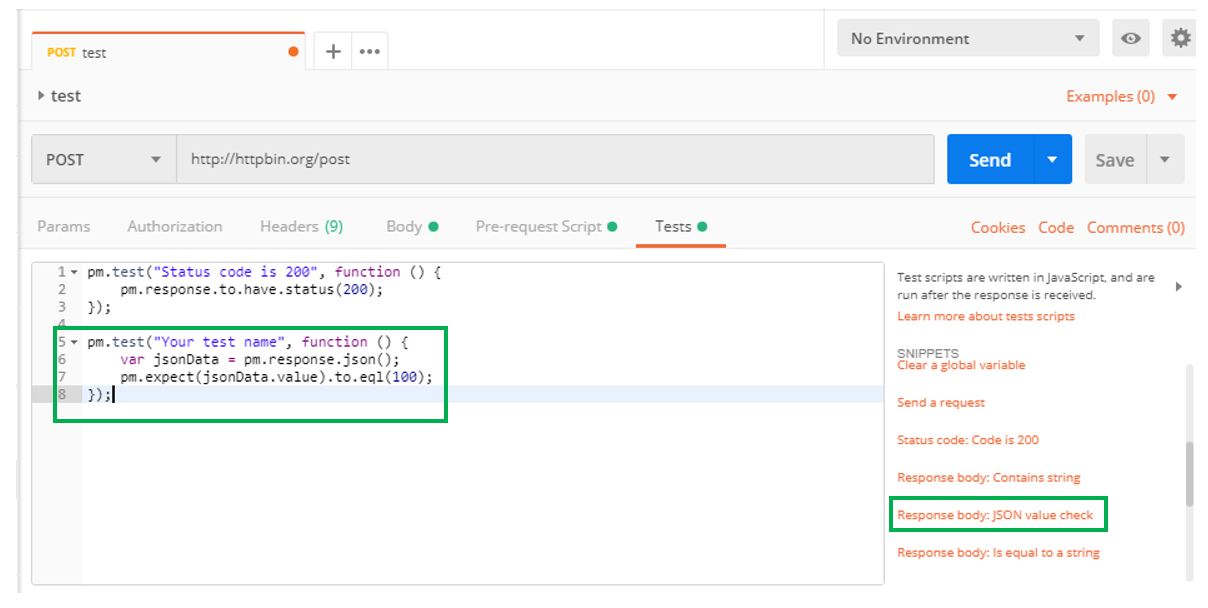 POST test
No Environment
test
Examples (0)
POST
http://httpbin.org/post
Send
Save
Params Authorization Headers (9) Body Pre-request Script Tests Cookies Code Comments (0)
1 pm.test("Status code is 200", function () {
2 pm.response.to.have.status(200);
3 });
4
5 pm.test("Your test name", function () {
6 var jsonData = pm.response.json();
7 pm.expect(jsonData.value).to.eql(100);
8 });
Test scripts are written in JavaScript, and are
run after the response is received.
Learn more about tests scripts
SNIPPETS
Clear a global variable
Send a request
Status code: Code is 200
Response body: Contains string
Response body: JSON value check
Response body: Is equal to a string